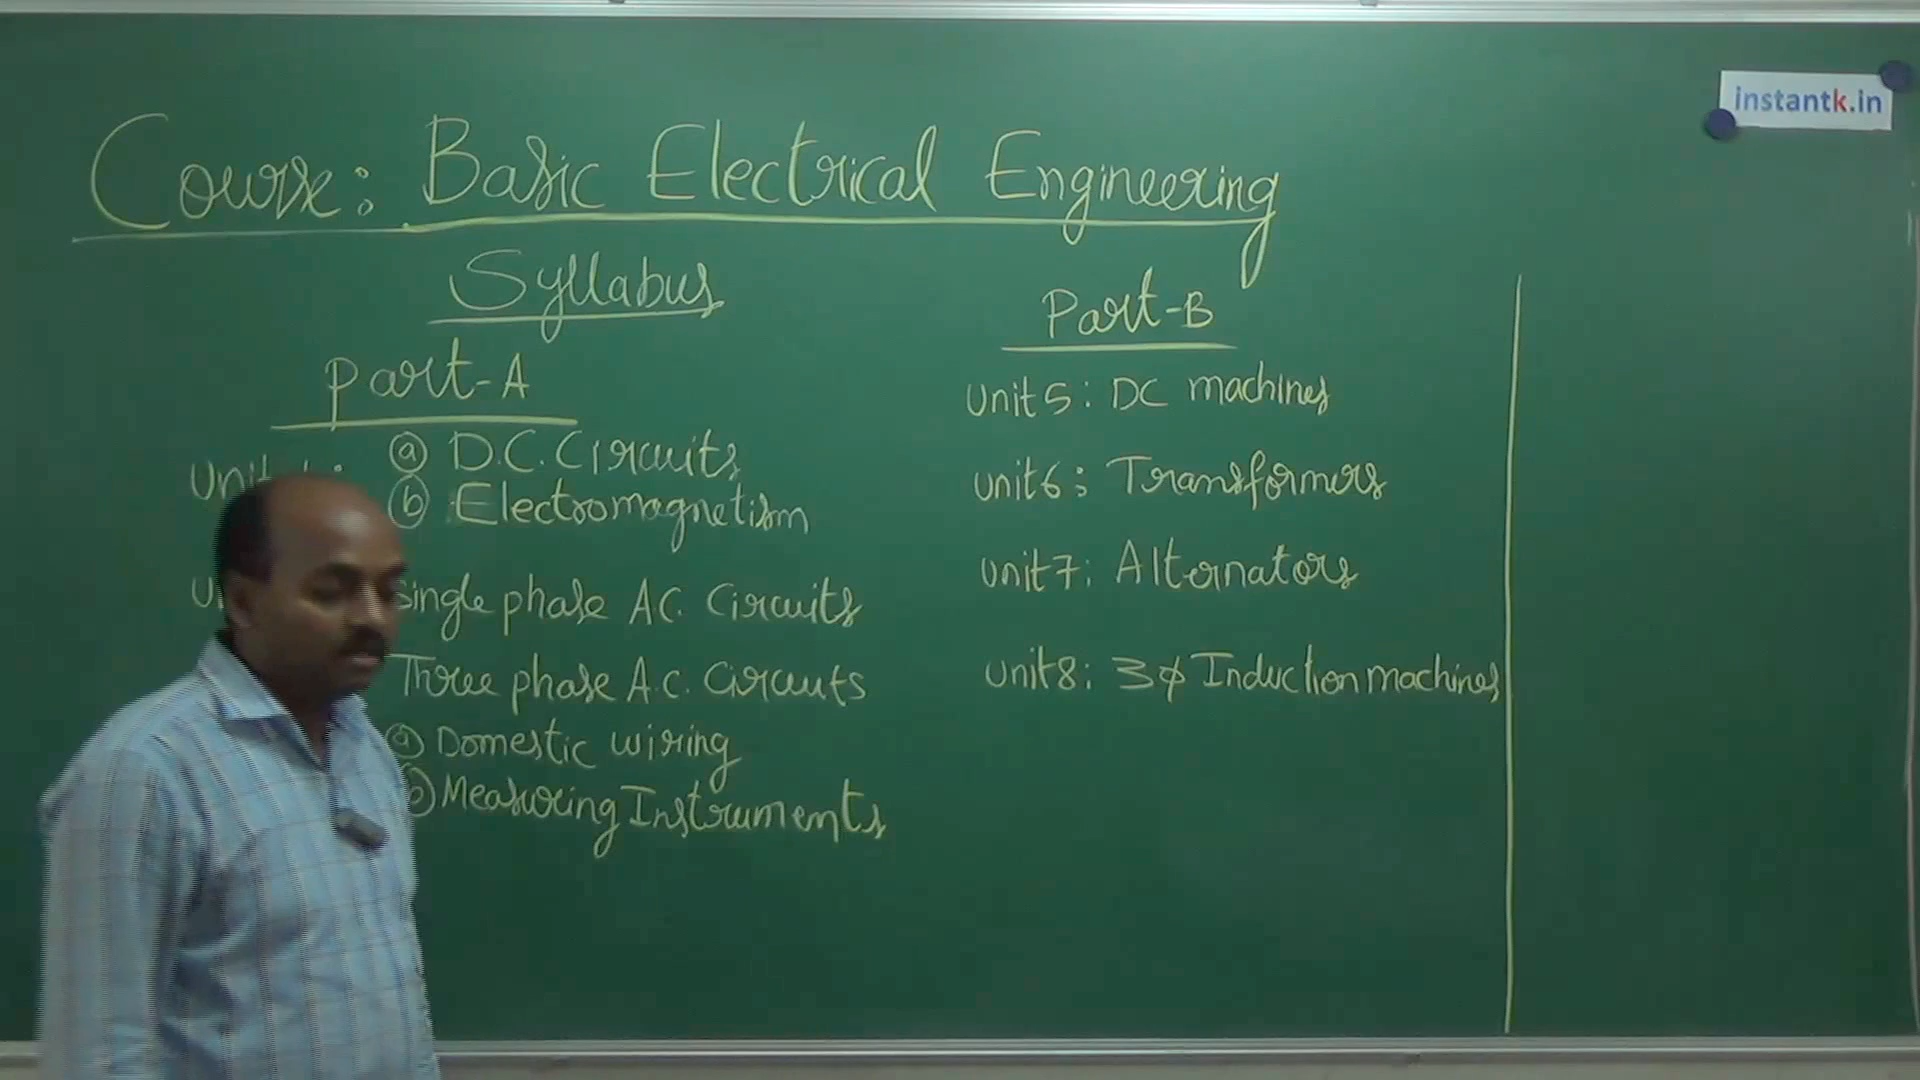 instantk.in
Course: Basic Electrical Engineering
Syllabus
Part-A
Unit
(a) D.C. Circuits
(b) Electromagnetism
Single phase A.C. Circuits
Three phase A.C. Circuits
(a) Domestic wiring
(b) Measuring Instruments
Part-B
Unit5: DC machines
Unit6: Transformers
Unit7: Alternators
Unit8: 3ϕ Induction machines